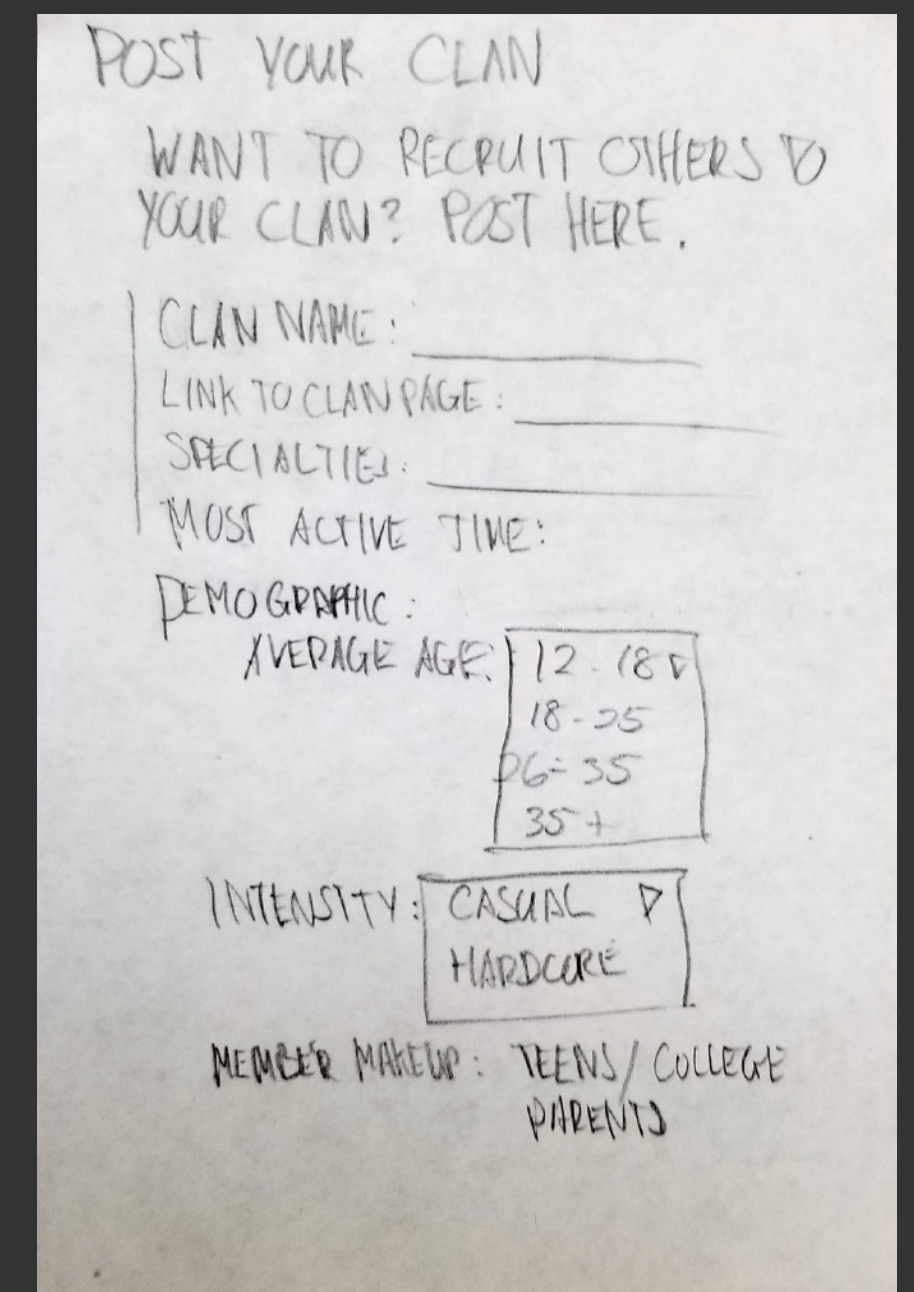 POST YOUR CLAN
WANT TO RECRUIT OTHERS TO
YOUR CLAN? POST HERE.
CLAN NAME:
LINK TO CLAN PAGE:
SPECIALTIES:
MOST ACTIVE TIME:
DEMOGRAPHIC:
AVERAGE AGE: 12-18
18-25
26-35
35+
INTENSITY: CASUAL
HARDCORE
MEMBER MAKEUP: TEENS/COLLEGE
PARENTS